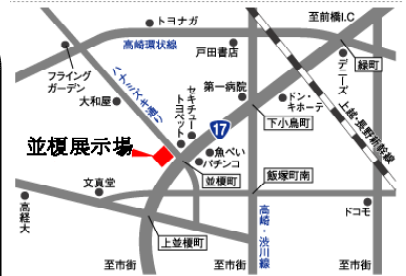 トヨナガ
至前橋I.C
高崎環状線
戸田書店
緑町
フライング
ガーデン
ハナミズキ通り
デニーズ
大和屋
セキチュー
トヨペット
第一病院
ドン・
キホーテ
上越・長野新幹線
17
下小鳥町
並榎展示場
魚べい
パチンコ
並榎町
飯塚町南
文真堂
高経大
高崎・渋川線
ドコモ
上並榎町
至市街
至市街
至市街